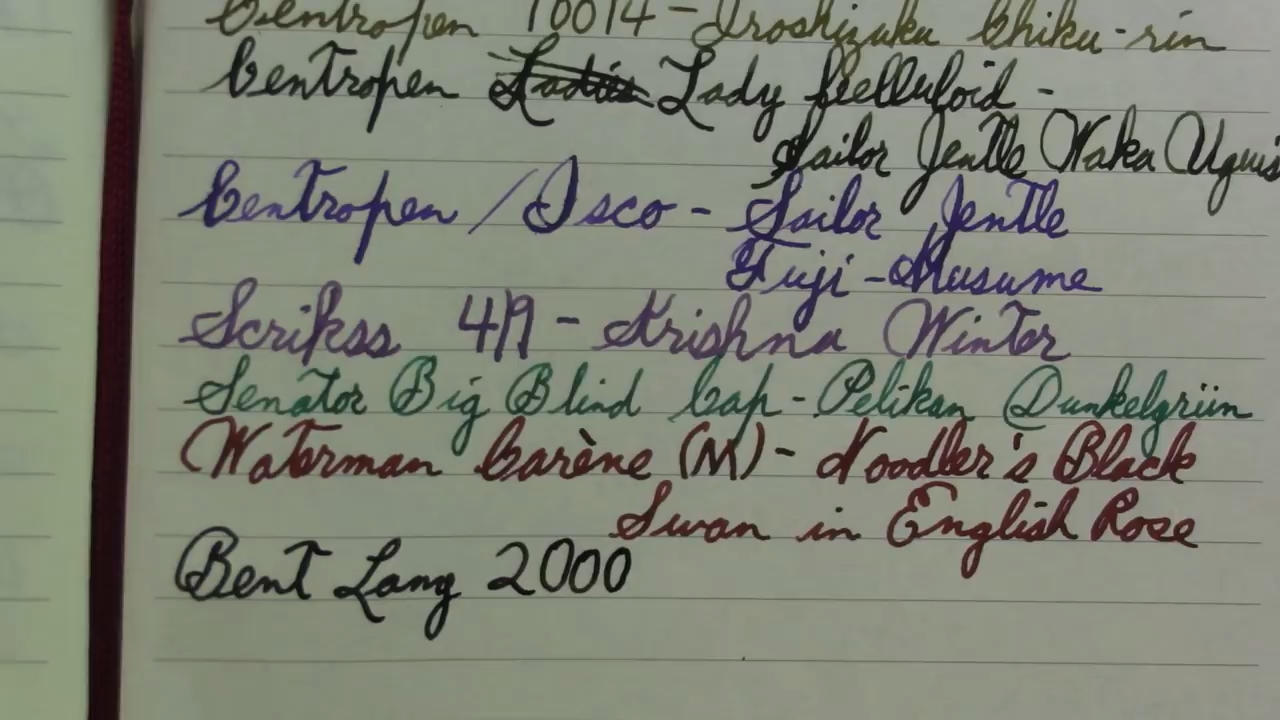 Centropen 10014 - Iroshizuku Chiku-rin
Centropen Ladies Lady Celluloid -
Sailor Jentle Waka Uguis
Centropen / Isco - Sailor Jentle
Fuji-Musume
Scrikss 419 - Krishna Winter
Senator Big Blind Cap - Pelikan Dunkelgrün
Waterman Carène (M) - Noodler's Black
Swan in English Rose
Bent Lang 2000